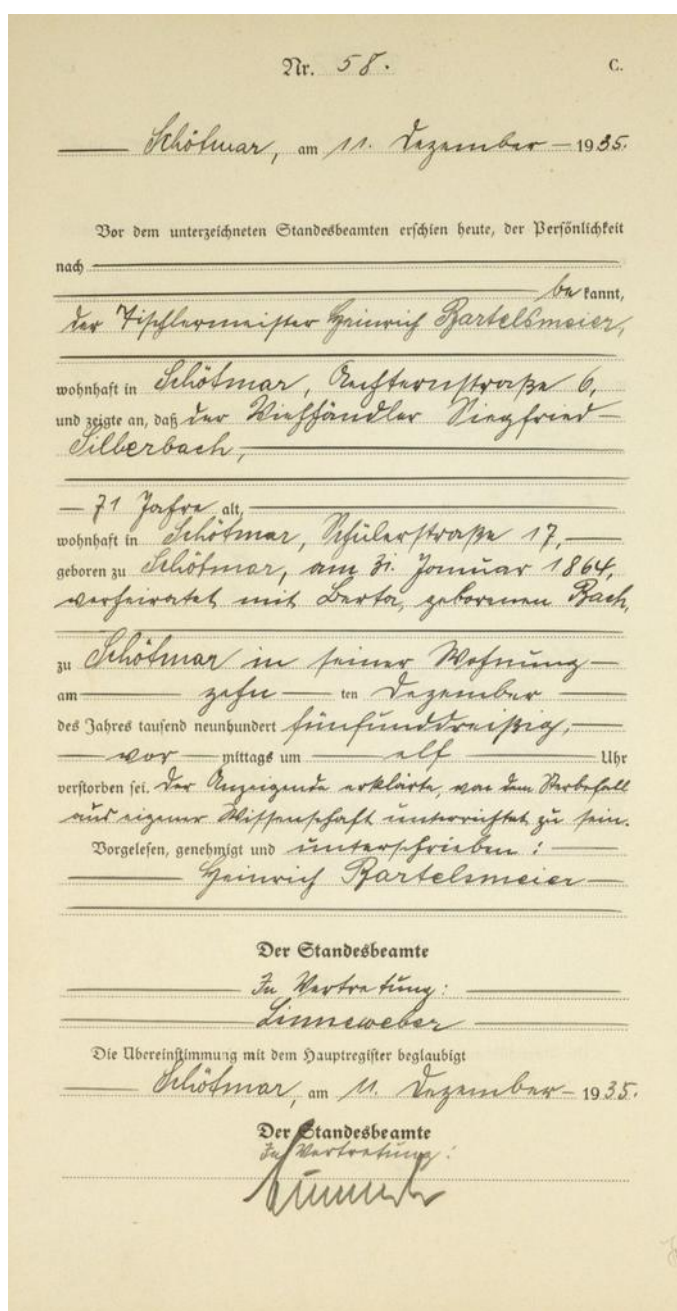 Nr. 58. C.
Schötmar, am 11. Dezember 1935.
Vor dem unterzeichneten Standesbeamten erschien heute, der Persönlichkeit
nach
bekannt,
der Tischlermeister Heinrich Bartelsmeier,
wohnhaft in Schötmar, Aechternstraße 6,
und zeigte an, daß der Viehhändler Siegfried
Silberbach,
71 Jahre alt,
wohnhaft in Schötmar, Schülerstraße 17,
geboren zu Schötmar, am 31. Januar 1864,
verheiratet mit Berta, geborenen Bach,
zu Schötmar in seiner Wohnung
am zehn ten Dezember
des Jahres tausend neunhundert fünfunddreißig,
vor mittags um elf Uhr
verstorben sei. Der Anzeigende erklärte, von dem Sterbefall
aus eigener Wissenschaft unterrichtet zu sein.
Vorgelesen, genehmigt und unterschrieben:
Heinrich Bartelsmeier
Der Standesbeamte
In Vertretung:
Linneweber
Die Übereinstimmung mit dem Hauptregister beglaubigt
Schötmar, am 11. Dezember 1935.
Der Standesbeamte
In Vertretung: